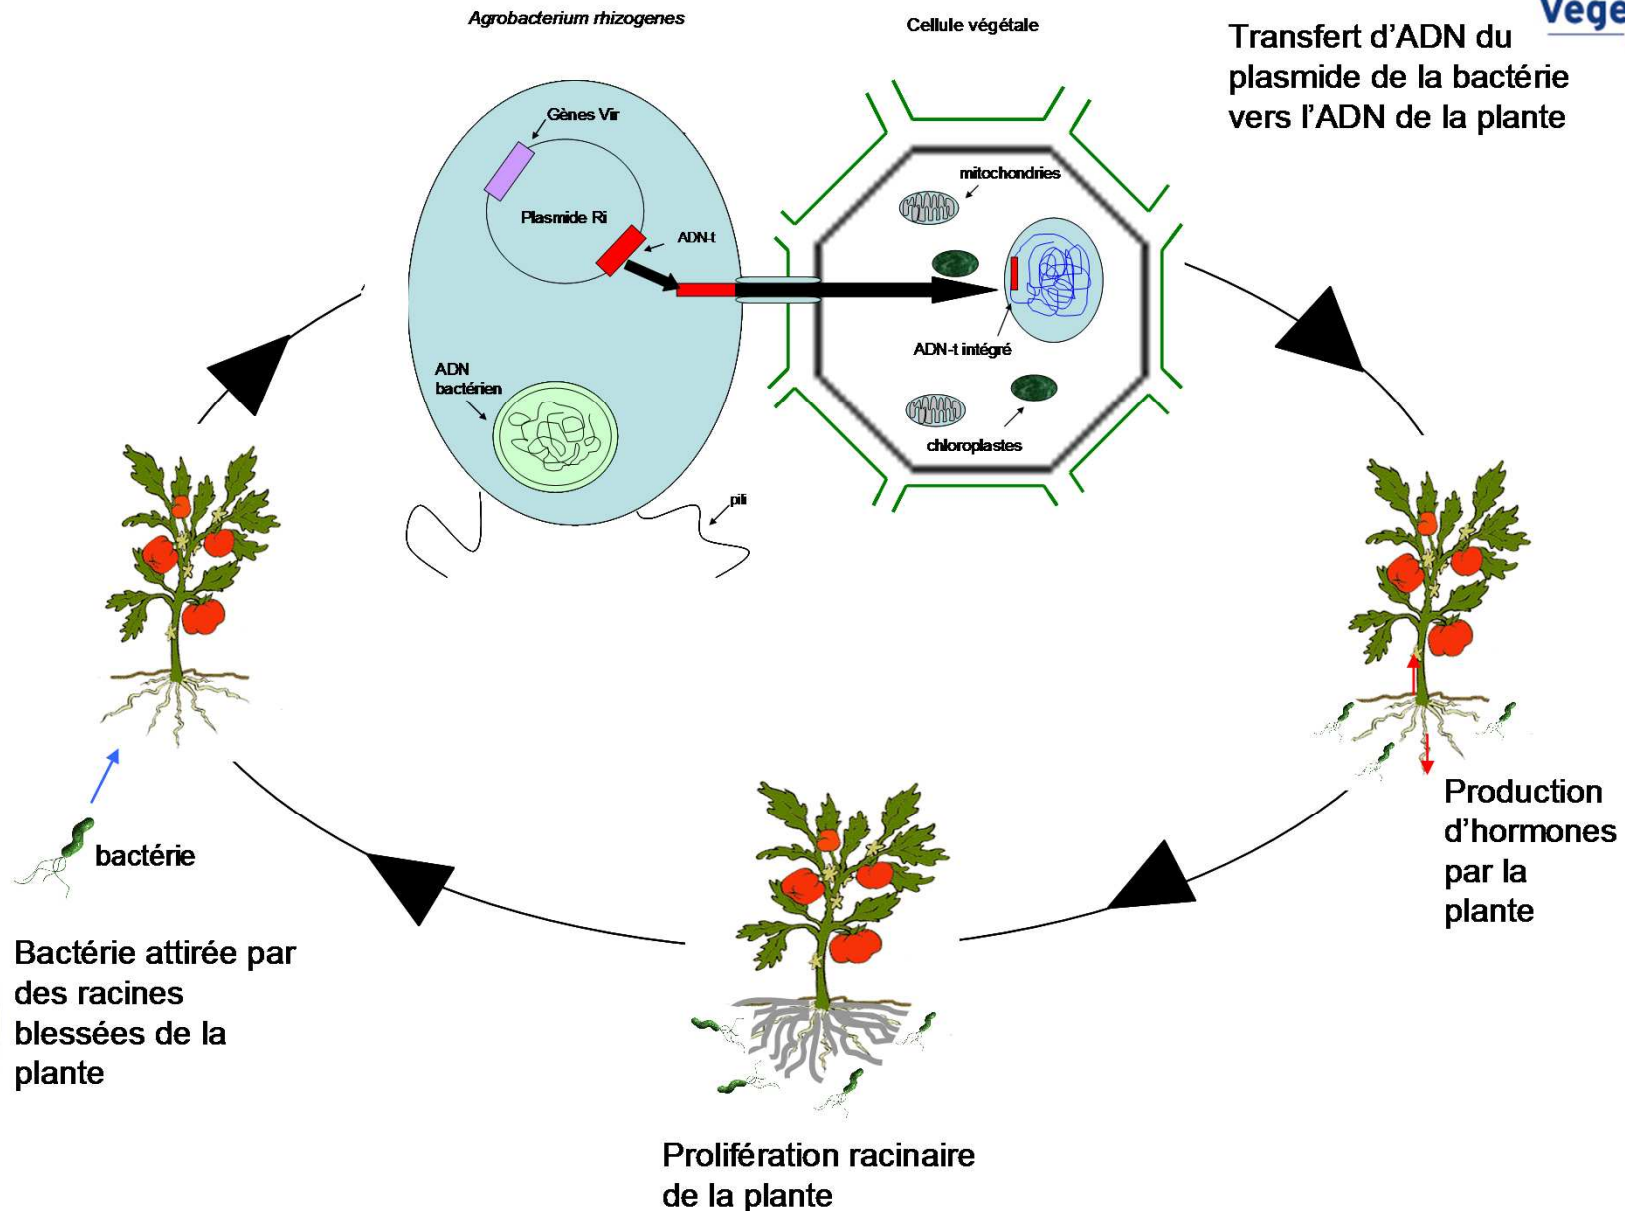 Agrobacterium rhizogenes
Cellule végétale
Transfert d'ADN du
plasmide de la bactérie
vers l'ADN de la plante
Gènes Vir
Plasmide Ri
ADN-t
mitochondries
ADN-t intégré
ADN
bactérien
chloroplastes
pili
Production
d'hormones
par la
plante
bactérie
Bactérie attirée par
des racines
blessées de la
plante
Prolifération racinaire
de la plante